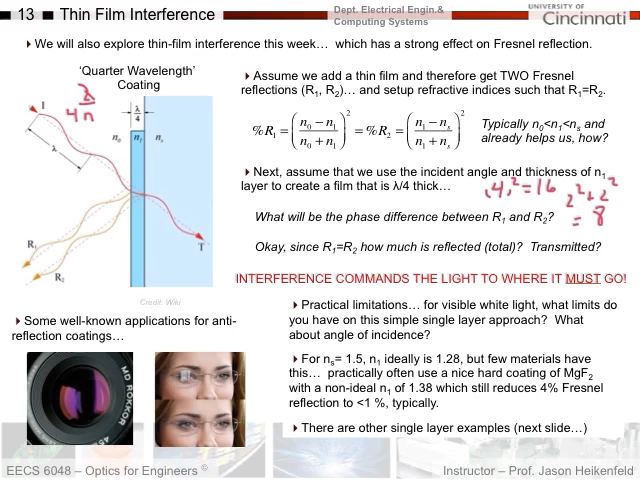 13 Thin Film Interference
Dept. Electrical Engin.&
Computing Systems
UNIVERSITY OF
Cincinnati
We will also explore thin-film interference this week… which has a strong effect on Fresnel reflection.
'Quarter Wavelength'
Coating
λ
4n
I
λ
4
n₀ n₁ nₛ
λ
R₁
R₂
T
Credit: Wiki
Some well-known applications for anti-
reflection coatings…
MD ROKKOR
Assume we add a thin film and therefore get TWO Fresnel
reflections (R₁, R₂)… and setup refractive indices such that R₁=R₂.
%R₁ = ((n₀ − n₁)/(n₀ + n₁))² = %R₂ = ((n₁ − nₛ)/(n₁ + nₛ))²
Typically n₀<n₁<nₛ and
already helps us, how?
Next, assume that we use the incident angle and thickness of n₁
layer to create a film that is λ/4 thick…
(4)² = 16
2² + 2²
= 8
What will be the phase difference between R₁ and R₂?
Okay, since R₁=R₂ how much is reflected (total)? Transmitted?
INTERFERENCE COMMANDS THE LIGHT TO WHERE IT MUST GO!
Practical limitations… for visible white light, what limits do
you have on this simple single layer approach? What
about angle of incidence?
For nₛ= 1.5, n₁ ideally is 1.28, but few materials have
this… practically often use a nice hard coating of MgF₂
with a non-ideal n₁ of 1.38 which still reduces 4% Fresnel
reflection to <1 %, typically.
There are other single layer examples (next slide…)
EECS 6048 – Optics for Engineers ©
Instructor – Prof. Jason Heikenfeld